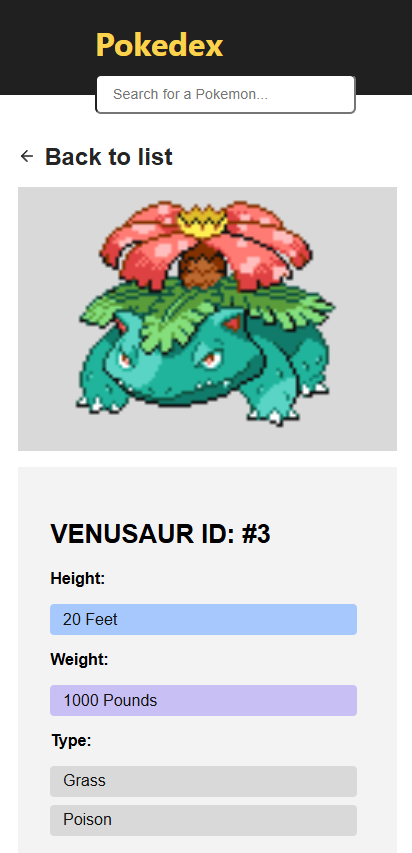 Pokedex
Search for a Pokemon...
Back to list
VENUSAUR ID: #3
Height:
20 Feet
Weight:
1000 Pounds
Type:
Grass
Poison